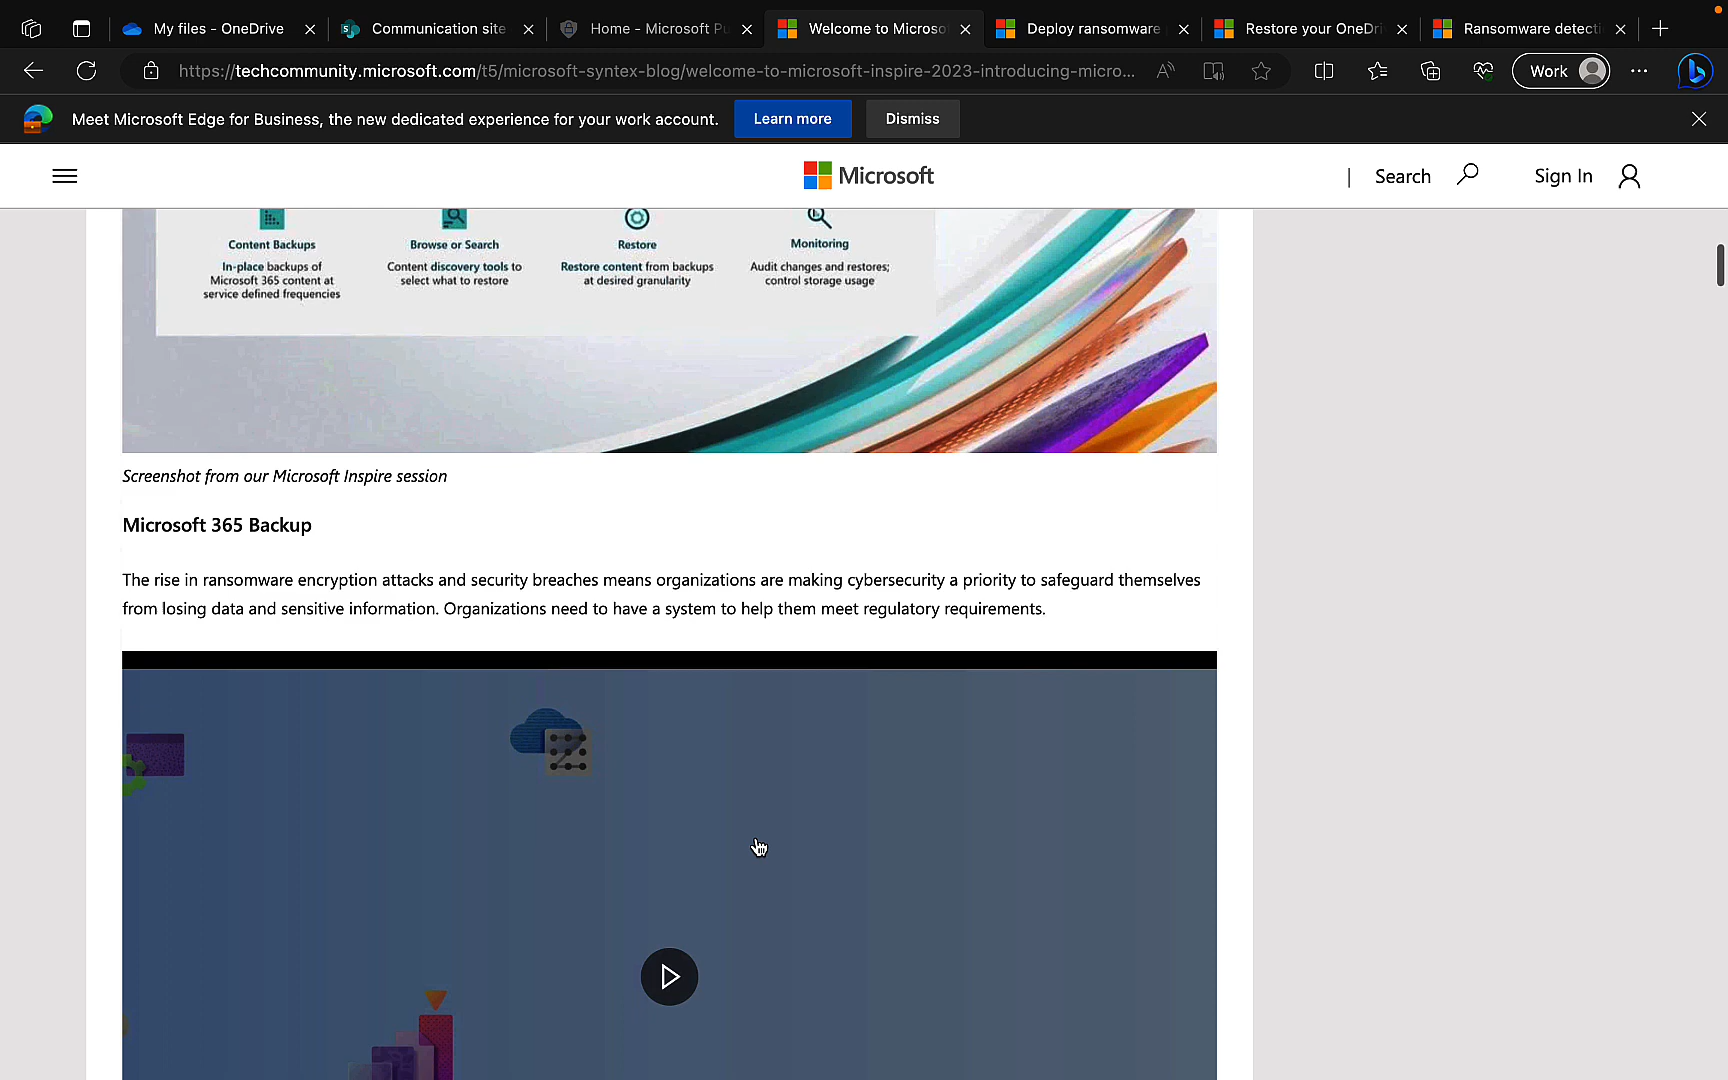 My files - OneDrive
Communication site
Home - Microsoft Pu
Welcome to Microso
Deploy ransomware
Restore your OneDri
Ransomware detecti
https://techcommunity.microsoft.com/t5/microsoft-syntex-blog/welcome-to-microsoft-inspire-2023-introducing-micro...
Work
Meet Microsoft Edge for Business, the new dedicated experience for your work account.
Learn more
Dismiss
Microsoft
Search
Sign In
Content Backups
In-place backups of
Microsoft 365 content at
service defined frequencies
Browse or Search
Content discovery tools to
select what to restore
Restore
Restore content from backups
at desired granularity
Monitoring
Audit changes and restores;
control storage usage
Screenshot from our Microsoft Inspire session
Microsoft 365 Backup
The rise in ransomware encryption attacks and security breaches means organizations are making cybersecurity a priority to safeguard themselves
from losing data and sensitive information. Organizations need to have a system to help them meet regulatory requirements.